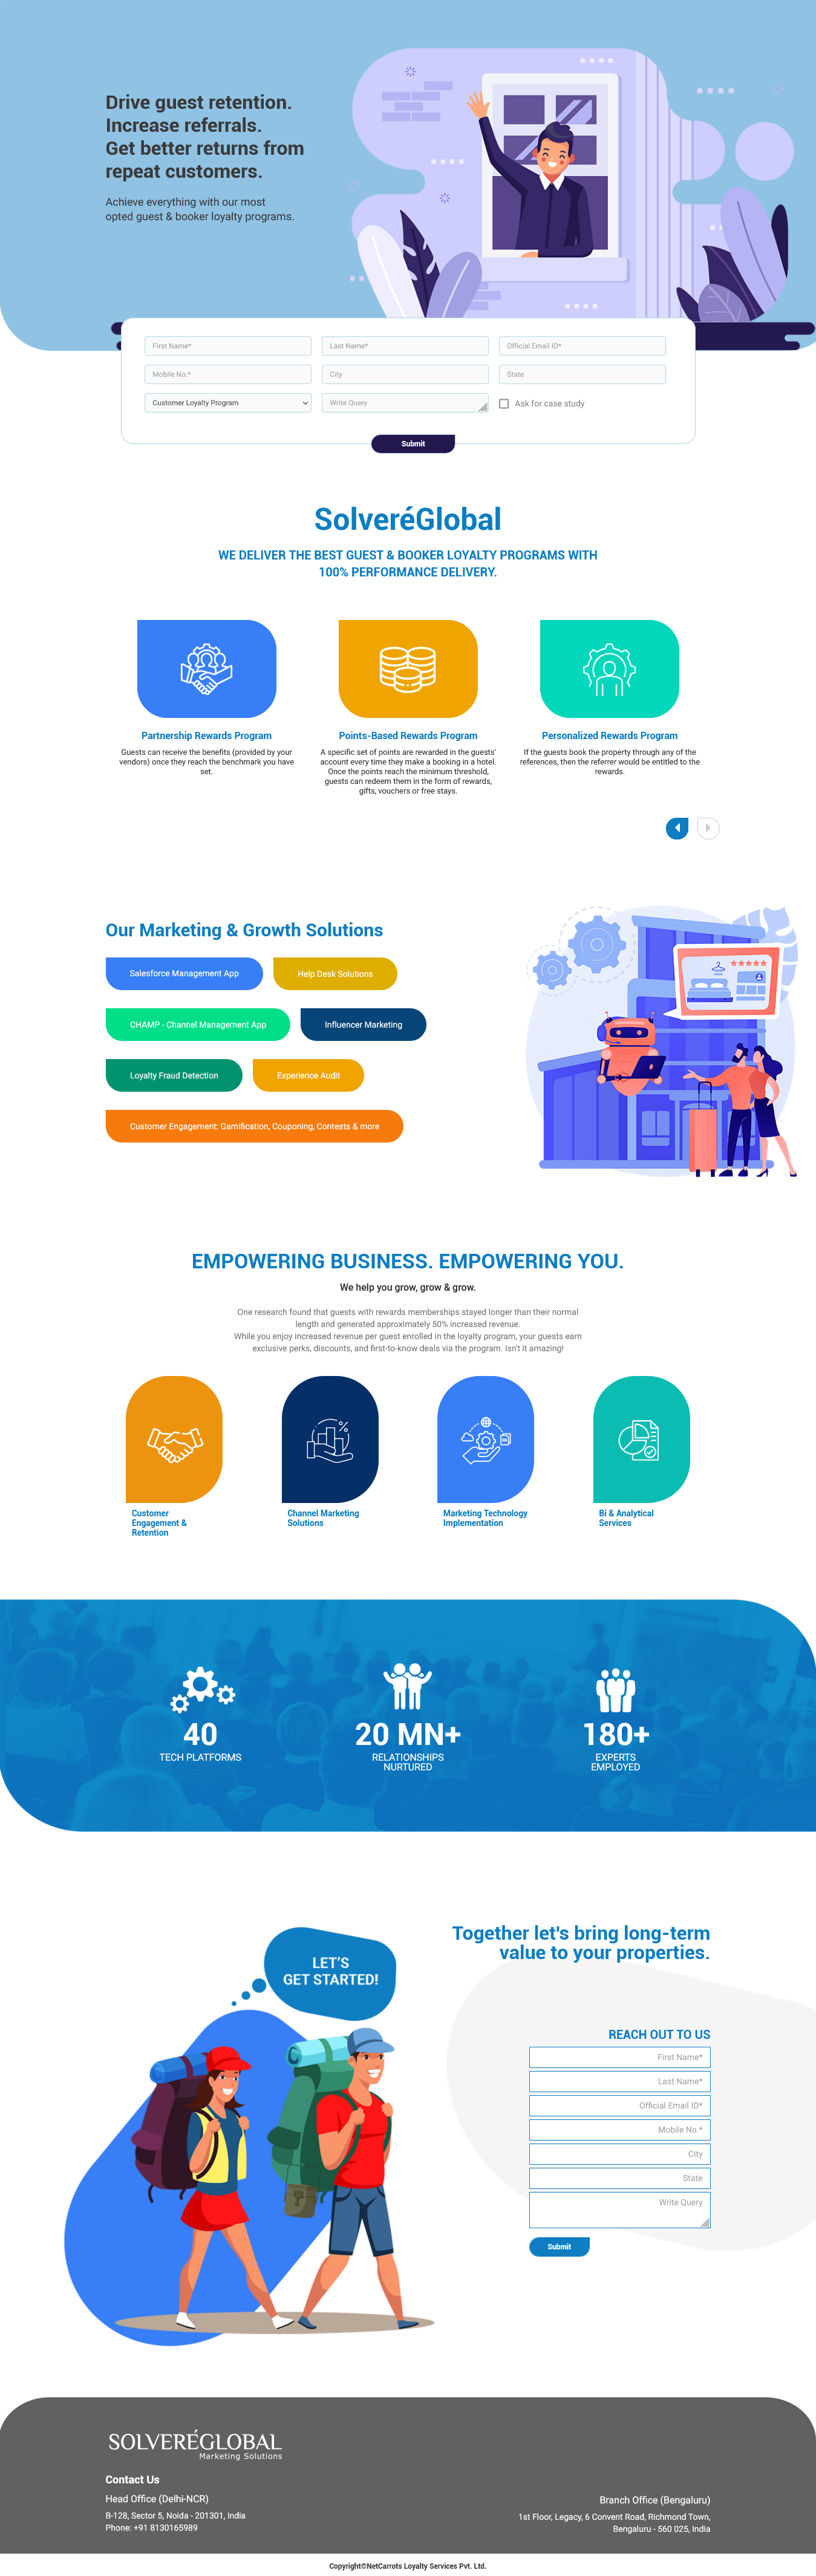 Drive guest retention.
Increase referrals.
Get better returns from
repeat customers.
Achieve everything with our most
opted guest & booker loyalty programs.
First Name*
Last Name*
Official Email ID*
Mobile No.*
City
State
Customer Loyalty Program
Write Query
Ask for case study
Submit
SolveréGlobal
WE DELIVER THE BEST GUEST & BOOKER LOYALTY PROGRAMS WITH
100% PERFORMANCE DELIVERY.
Partnership Rewards Program
Guests can receive the benefits (provided by your
vendors) once they reach the benchmark you have
set.
Points-Based Rewards Program
A specific set of points are rewarded in the guests'
account every time they make a booking in a hotel.
Once the points reach the minimum threshold,
guests can redeem them in the form of rewards,
gifts, vouchers or free stays.
Personalized Rewards Program
If the guests book the property through any of the
references, then the referrer would be entitled to the
rewards.
Our Marketing & Growth Solutions
Salesforce Management App
Help Desk Solutions
CHAMP - Channel Management App
Influencer Marketing
Loyalty Fraud Detection
Experience Audit
Customer Engagement: Gamification, Couponing, Contests & more
EMPOWERING BUSINESS. EMPOWERING YOU.
We help you grow, grow & grow.
One research found that guests with rewards memberships stayed longer than their normal
length and generated approximately 50% increased revenue.
While you enjoy increased revenue per guest enrolled in the loyalty program, your guests earn
exclusive perks, discounts, and first-to-know deals via the program. Isn't it amazing!
Customer
Engagement &
Retention
Channel Marketing
Solutions
Marketing Technology
Implementation
Bi & Analytical
Services
40
TECH PLATFORMS
20 MN+
RELATIONSHIPS
NURTURED
180+
EXPERTS
EMPLOYED
LET'S
GET STARTED!
Together let's bring long-term
value to your properties.
REACH OUT TO US
First Name*
Last Name*
Official Email ID*
Mobile No.*
City
State
Write Query
Submit
SOLVERÉGLOBAL
Marketing Solutions
Contact Us
Head Office (Delhi-NCR)
B-128, Sector 5, Noida - 201301, India
Phone: +91 8130165989
Branch Office (Bengaluru)
1st Floor, Legacy, 6 Convent Road, Richmond Town,
Bengaluru - 560 025, India
Copyright©NetCarrots Loyalty Services Pvt. Ltd.